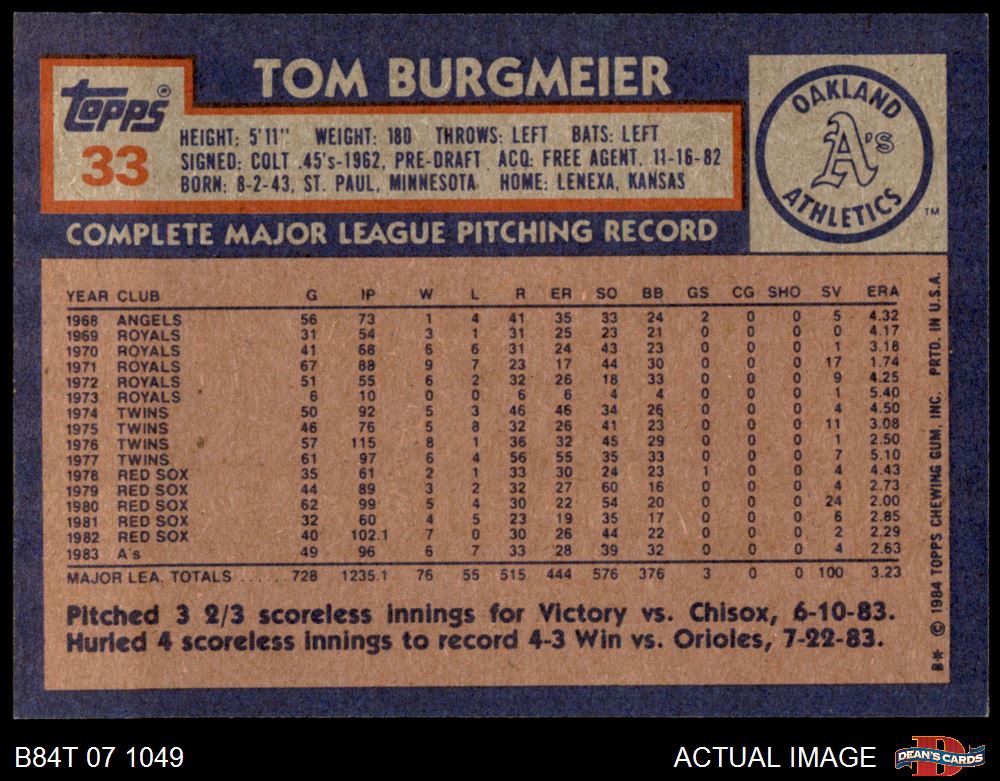 TOM BURGMEIER
Topps®
33
HEIGHT: 5'11" WEIGHT: 180 THROWS: LEFT BATS: LEFT
SIGNED: COLT .45's-1962, PRE-DRAFT ACQ: FREE AGENT, 11-16-82
BORN: 8-2-43, ST. PAUL, MINNESOTA HOME: LENEXA, KANSAS
OAKLAND
A's
ATHLETICS
TM
COMPLETE MAJOR LEAGUE PITCHING RECORD
YEAR CLUB G IP W L R ER SO BB GS CG SHO SV ERA
1968 ANGELS 56 73 1 4 41 35 33 24 2 0 0 5 4.32
1969 ROYALS 31 54 3 1 31 25 23 21 0 0 0 0 4.17
1970 ROYALS 41 68 6 6 31 24 43 23 0 0 0 1 3.18
1971 ROYALS 67 88 9 7 23 17 44 30 0 0 0 17 1.74
1972 ROYALS 51 55 6 2 32 26 18 33 0 0 0 9 4.25
1973 ROYALS 6 10 0 0 6 6 4 4 0 0 0 1 5.40
1974 TWINS 50 92 5 3 46 46 34 26 0 0 0 4 4.50
1975 TWINS 46 76 5 8 32 26 41 23 0 0 0 11 3.08
1976 TWINS 57 115 8 1 36 32 45 29 0 0 0 1 2.50
1977 TWINS 61 97 6 4 56 55 35 33 0 0 0 7 5.10
1978 RED SOX 35 61 2 1 33 30 24 23 1 0 0 4 4.43
1979 RED SOX 44 89 3 2 32 27 60 16 0 0 0 4 2.73
1980 RED SOX 62 99 5 4 30 22 54 20 0 0 0 24 2.00
1981 RED SOX 32 60 4 5 23 19 35 17 0 0 0 6 2.85
1982 RED SOX 40 102.1 7 0 30 26 44 22 0 0 0 2 2.29
1983 A's 49 96 6 7 33 28 39 32 0 0 0 4 2.63
MAJOR LEA. TOTALS ...... 728 1235.1 76 55 515 444 576 376 3 0 0 100 3.23
Pitched 3 2/3 scoreless innings for Victory vs. Chisox, 6-10-83.
Hurled 4 scoreless innings to record 4-3 Win vs. Orioles, 7-22-83.
B* © 1984 TOPPS CHEWING GUM, INC. PRTD. IN U.S.A.
B84T 07 1049
ACTUAL IMAGE
DEAN'S CARDS